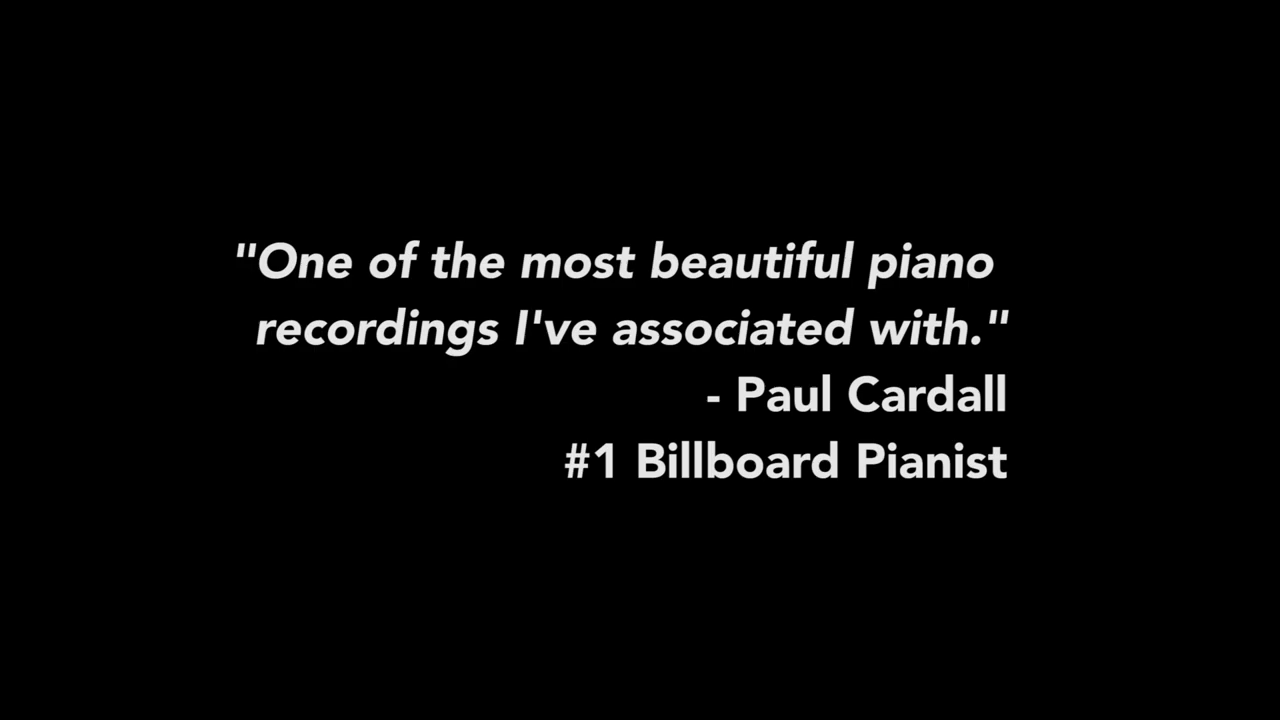 "One of the most beautiful piano
recordings I've associated with."
- Paul Cardall
#1 Billboard Pianist